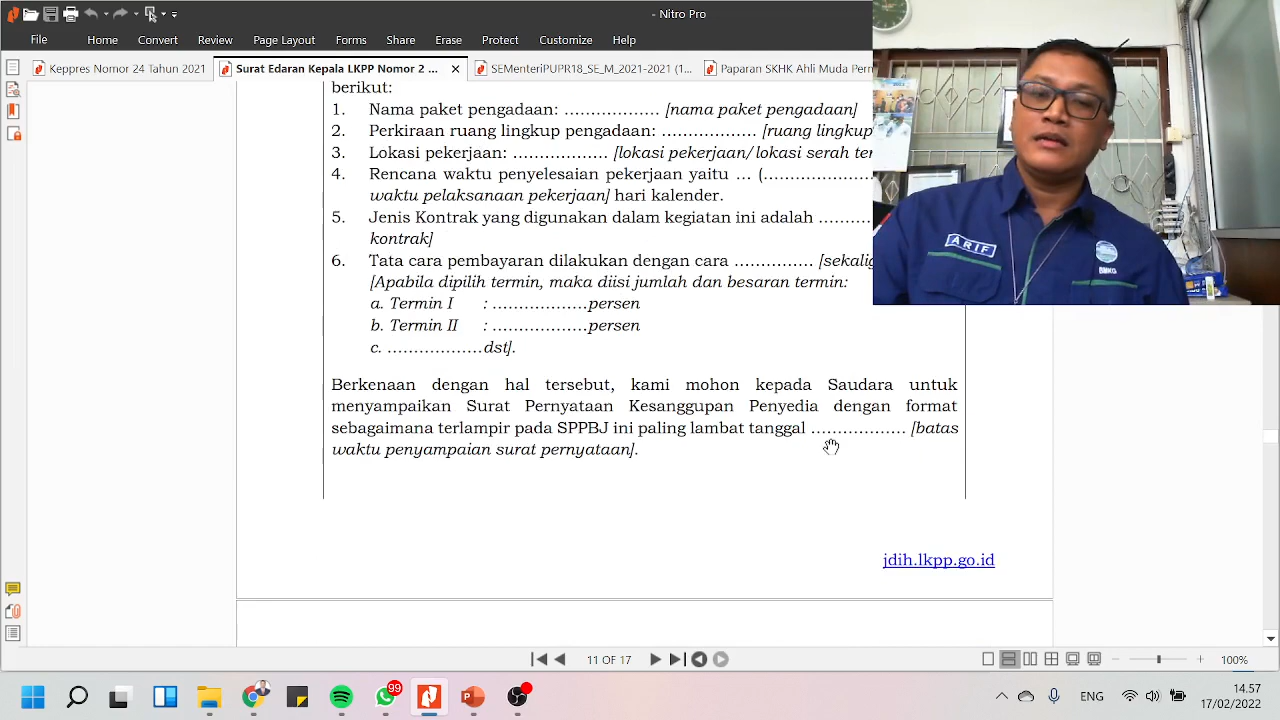 - Nitro Pro
File Home Convert Review Page Layout Forms Share Erase Protect Customize Help
Keppres Nomor 24 Tahun 2021 Surat Edaran Kepala LKPP Nomor 2 ... SEMenteriPUPR18_SE_M_2021-2021 (1... Paparan SKHK Ahli Muda Pem
berikut:
1. Nama paket pengadaan: .................. [nama paket pengadaan]
2. Perkiraan ruang lingkup pengadaan: .................. [ruang lingkup
3. Lokasi pekerjaan: .................. [lokasi pekerjaan/lokasi serah ter
4. Rencana waktu penyelesaian pekerjaan yaitu ... (.....................
waktu pelaksanaan pekerjaan] hari kalender.
5. Jenis Kontrak yang digunakan dalam kegiatan ini adalah ..........
kontrak]
6. Tata cara pembayaran dilakukan dengan cara ............... [sekalig
[Apabila dipilih termin, maka diisi jumlah dan besaran termin:
a. Termin I : ..................persen
b. Termin II : ..................persen
c. ..................dst].
Berkenaan dengan hal tersebut, kami mohon kepada Saudara untuk
menyampaikan Surat Pernyataan Kesanggupan Penyedia dengan format
sebagaimana terlampir pada SPPBJ ini paling lambat tanggal .................. [batas
waktu penyampaian surat pernyataan].
jdih.lkpp.go.id
ARIF
BMKG
11 OF 17
100%
99
ENG
14.57
17/02/2022